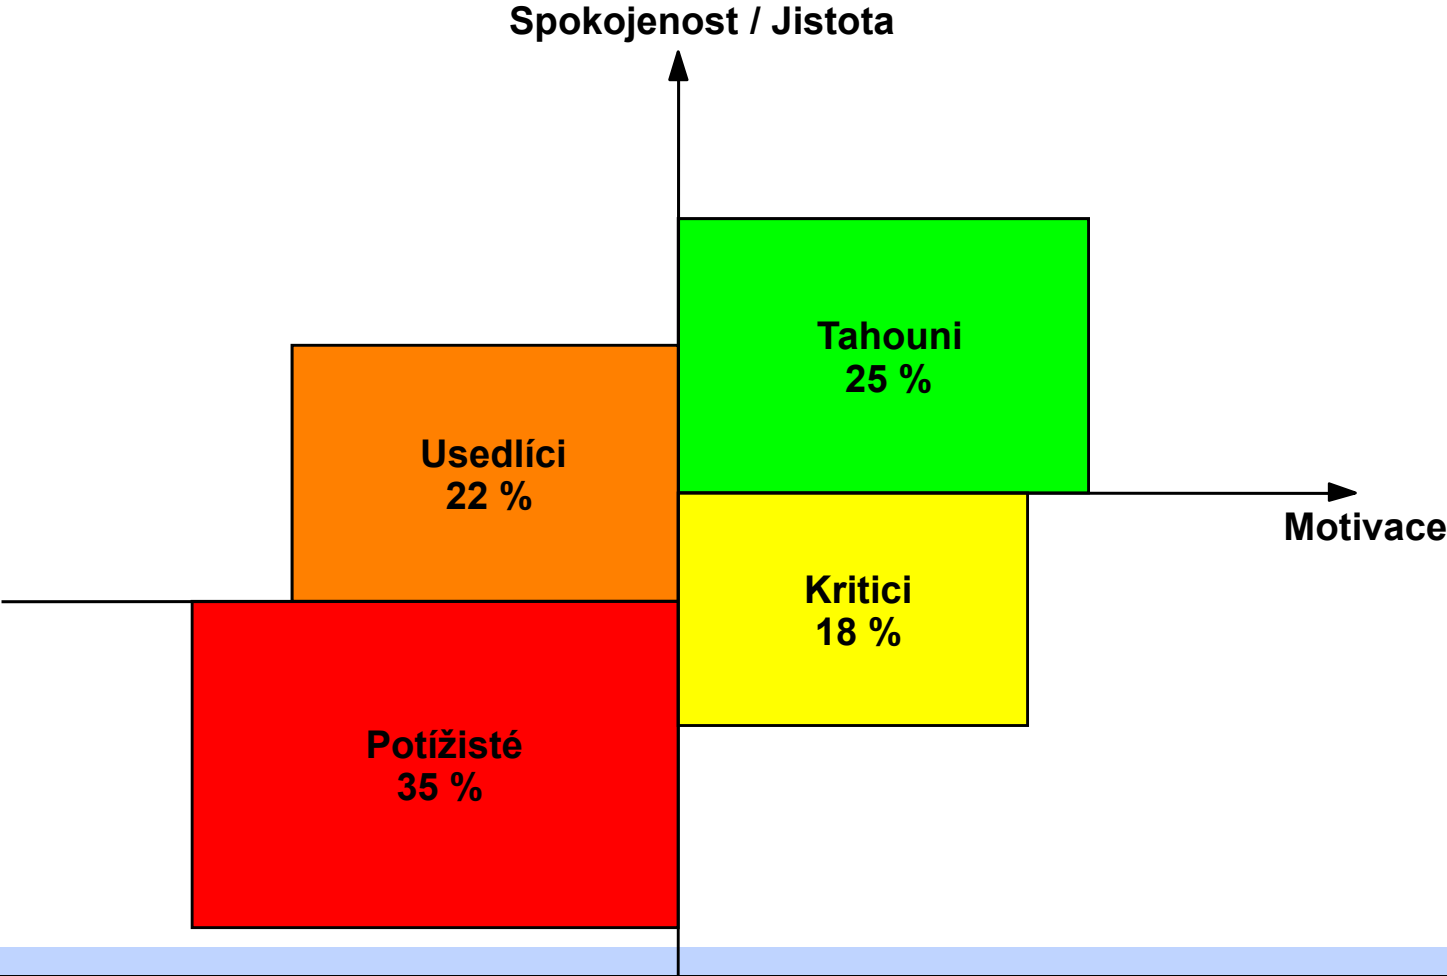 Spokojenost / Jistota
Tahouni
25 %
Usedlíci
22 %
Motivace
Kritici
18 %
Potížisté
35 %